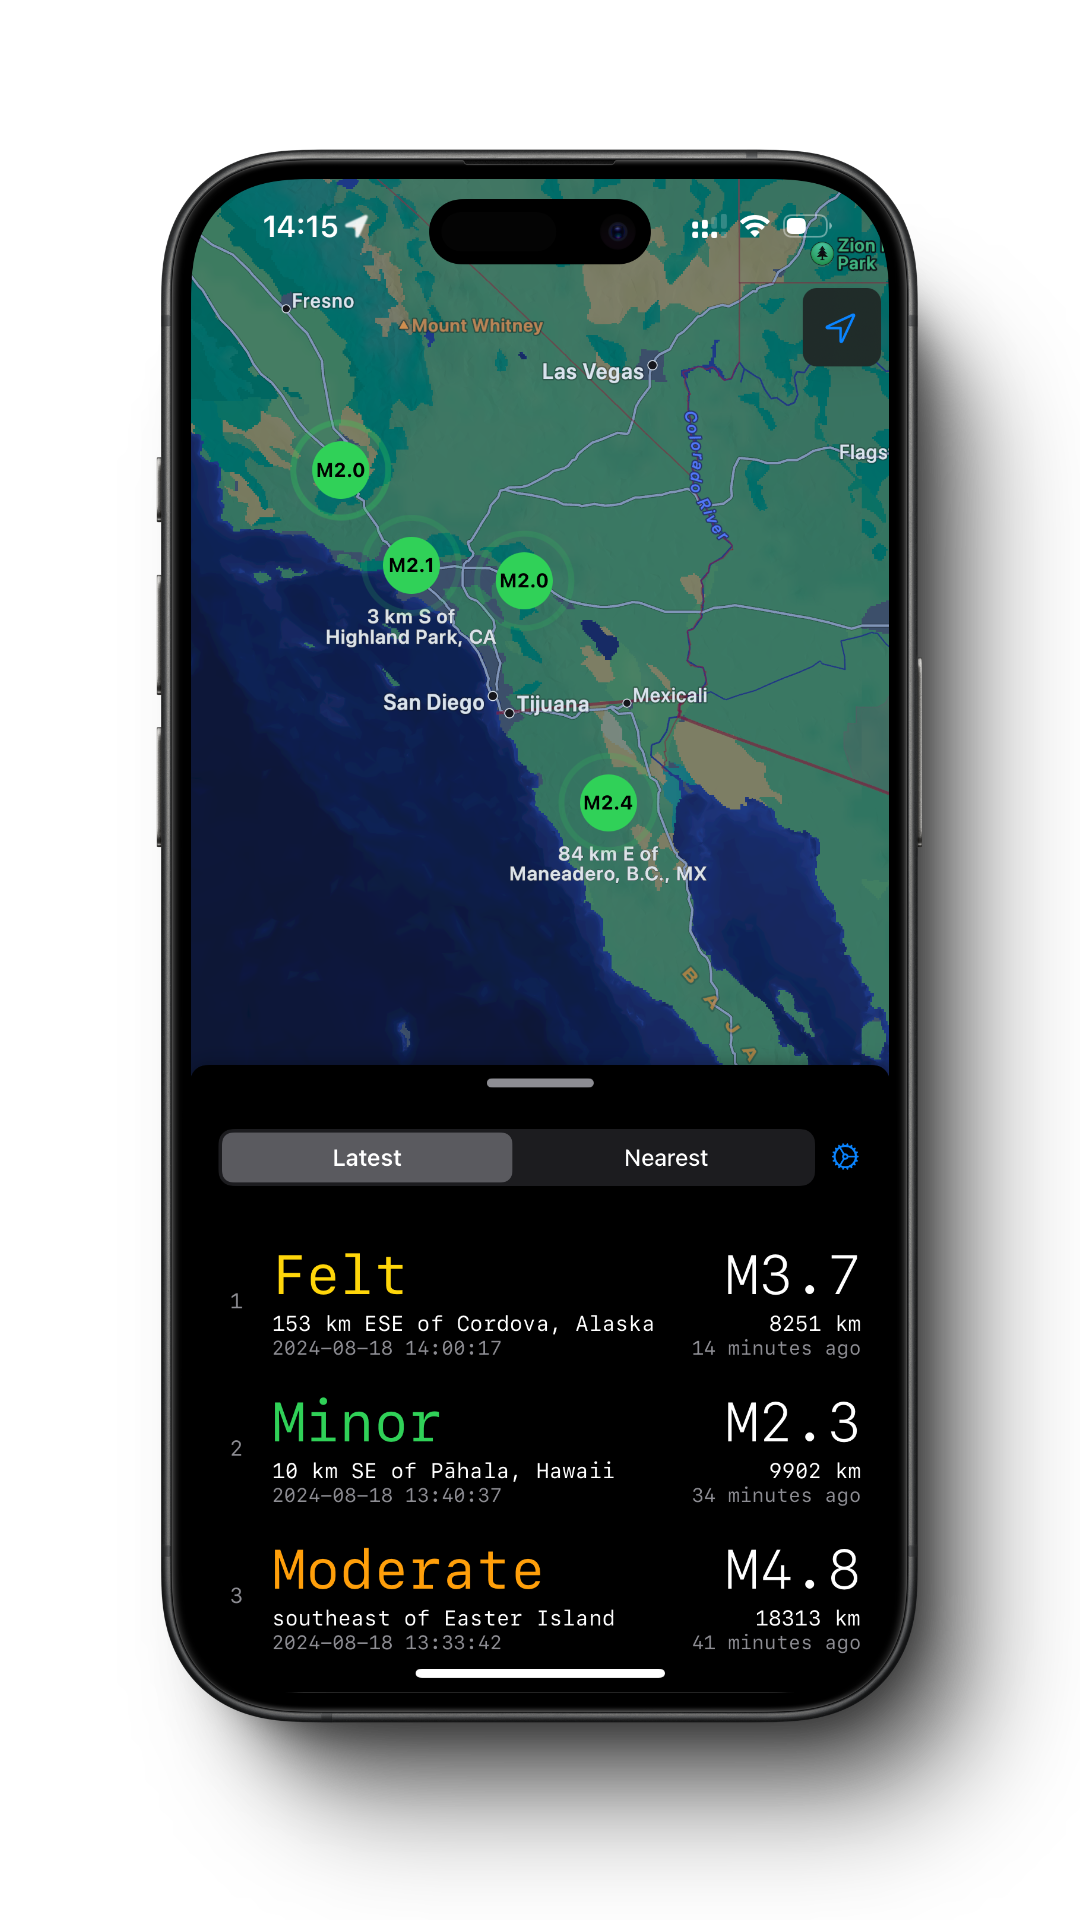 14:15
Zion
Park
Fresno
Mount Whitney
Las Vegas
Colorado River
Flags
M2.0
M2.1
M2.0
3 km S of
Highland Park, CA
San Diego
Tijuana
Mexicali
M2.4
84 km E of
Maneadero, B.C., MX
BAJA
Latest
Nearest
1
Felt
M3.7
153 km ESE of Cordova, Alaska
8251 km
2024-08-18 14:00:17
14 minutes ago
2
Minor
M2.3
10 km SE of Pāhala, Hawaii
9902 km
2024-08-18 13:40:37
34 minutes ago
3
Moderate
M4.8
southeast of Easter Island
18313 km
2024-08-18 13:33:42
41 minutes ago